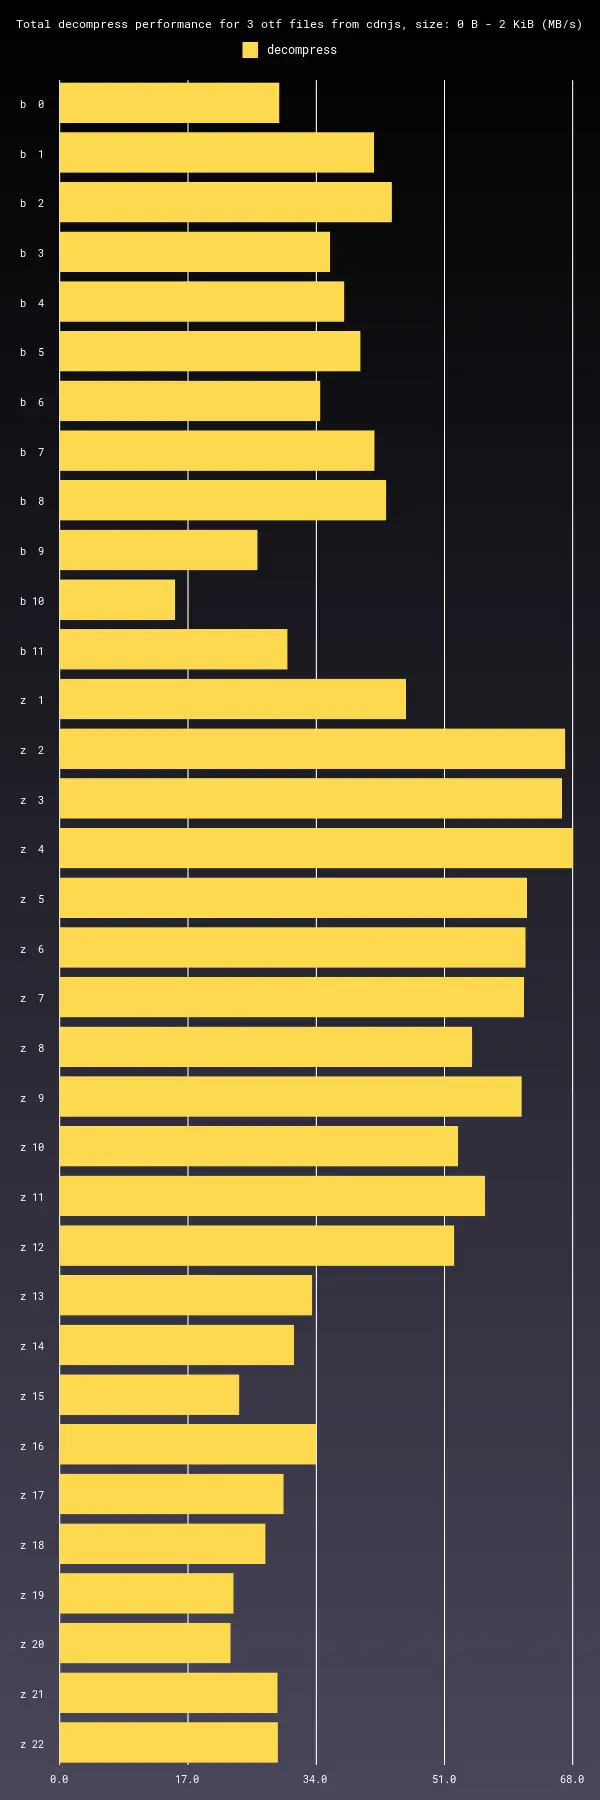 Total decompress performance for 3 otf files from cdnjs, size: 0 B - 2 KiB (MB/s)
decompress
b 0
b 1
b 2
b 3
b 4
b 5
b 6
b 7
b 8
b 9
b 10
b 11
z 1
z 2
z 3
z 4
z 5
z 6
z 7
z 8
z 9
z 10
z 11
z 12
z 13
z 14
z 15
z 16
z 17
z 18
z 19
z 20
z 21
z 22
0.0 17.0 34.0 51.0 68.0